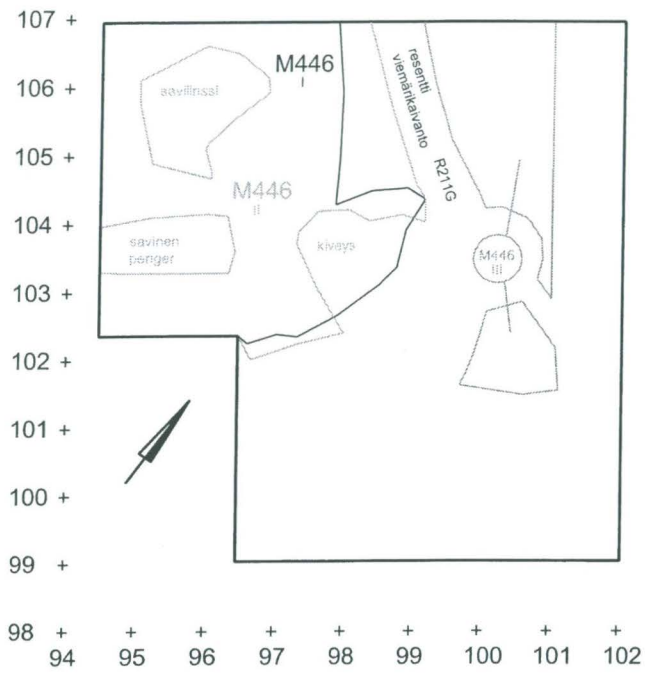 107 +
106 +
105 +
104 +
103 +
102 +
101 +
100 +
99 +
98 + + + + + + + + +
94 95 96 97 98 99 100 101 102
M446
I
savilinssi
M446
II
savinen
penger
kiveys
resentti
viemärikaivanto
R211G
M446
III